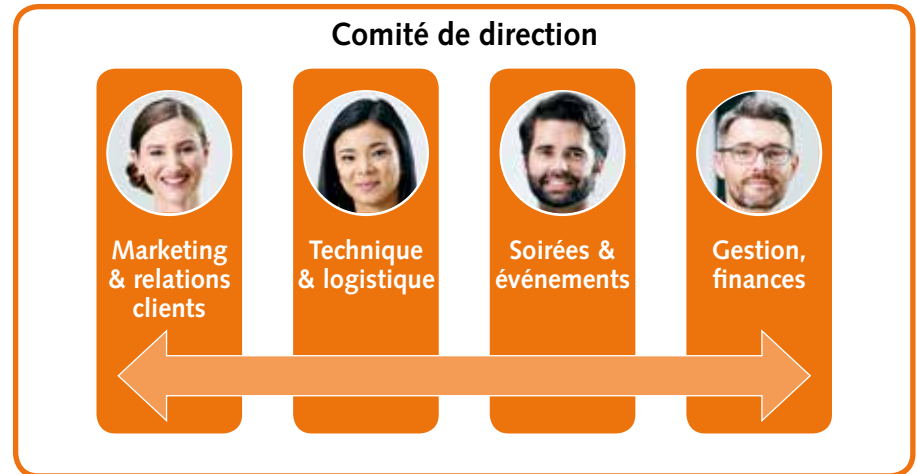 Comité de direction
Marketing
& relations
clients
Technique
& logistique
Soirées &
événements
Gestion,
finances